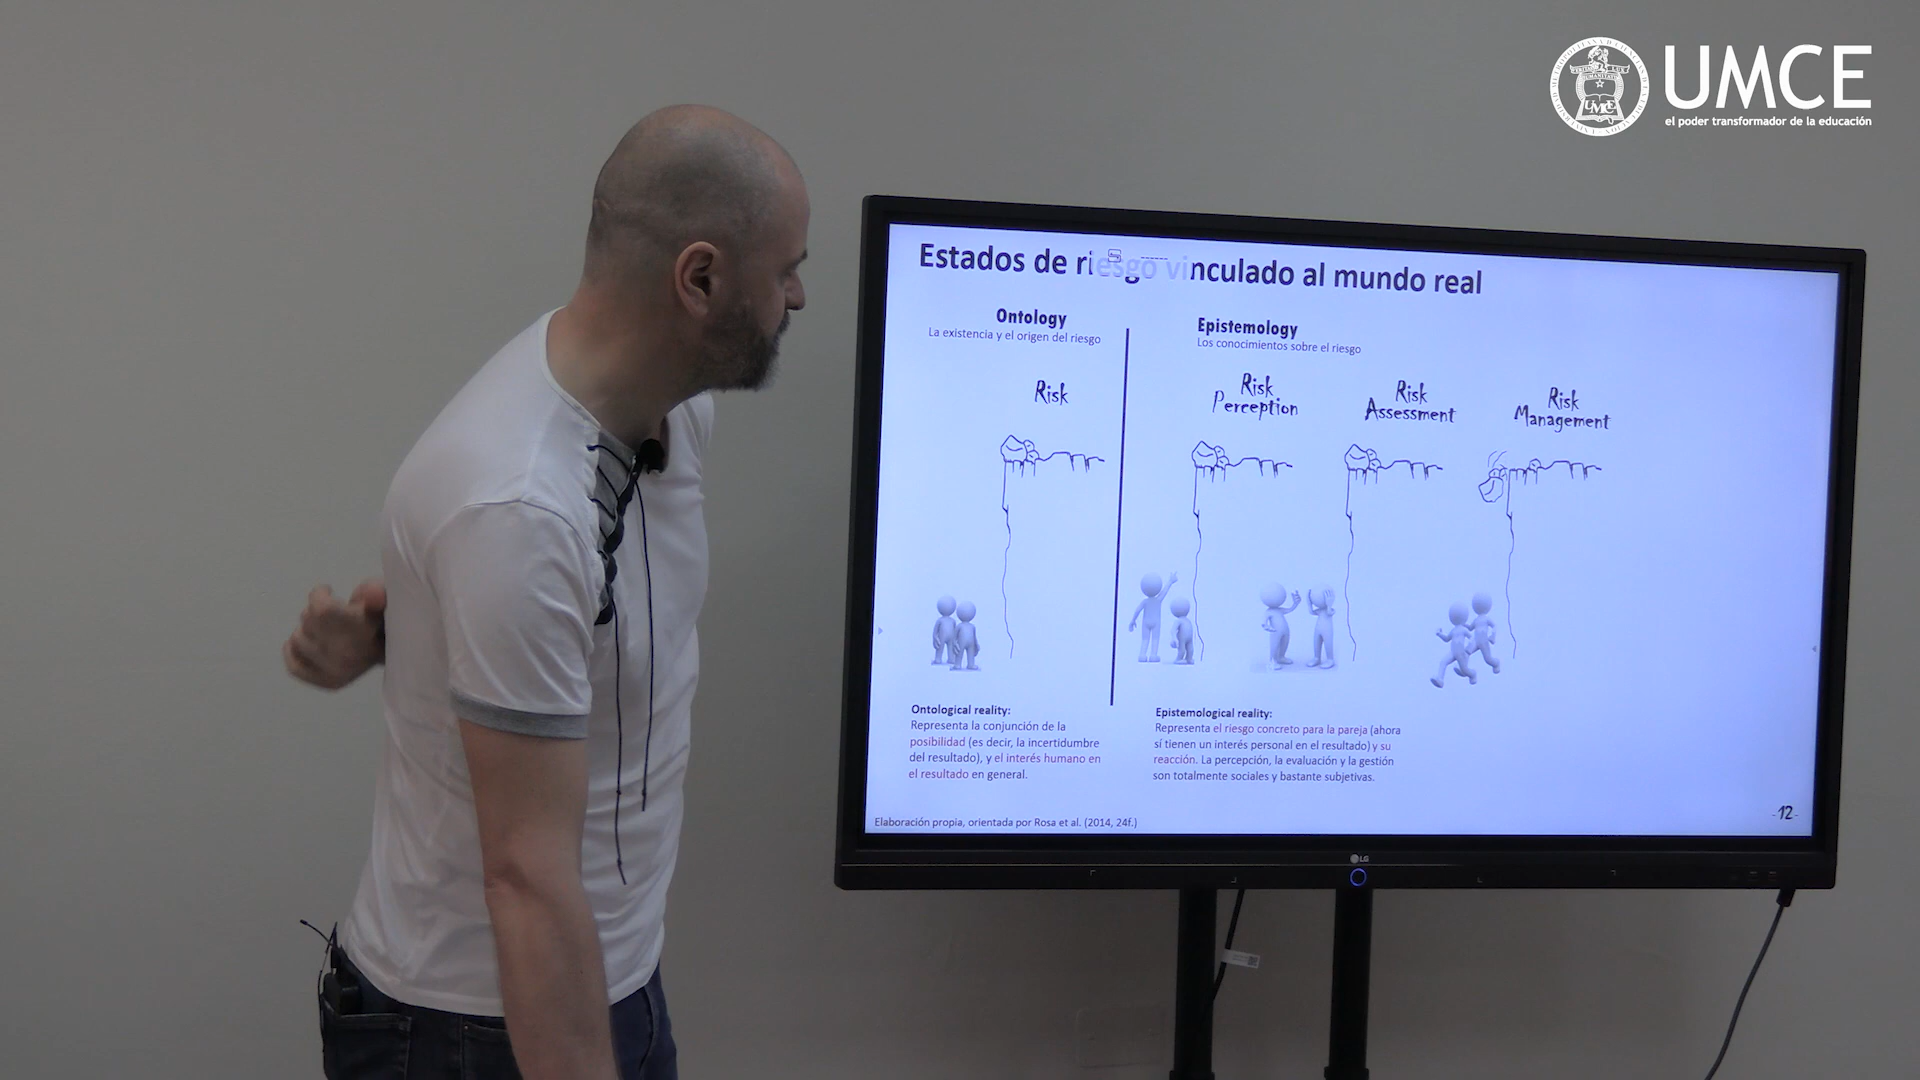 UMCE
el poder transformador de la educación
Estados de riesgo vinculado al mundo real
Ontology
La existencia y el origen del riesgo
Epistemology
Los conocimientos sobre el riesgo
Risk
Risk
Perception
Risk
Assessment
Risk
Management
Ontological reality:
Representa la conjunción de la
posibilidad (es decir, la incertidumbre
del resultado), y el interés humano en
el resultado en general.
Epistemological reality:
Representa el riesgo concreto para la pareja (ahora
sí tienen un interés personal en el resultado) y su
reacción. La percepción, la evaluación y la gestión
son totalmente sociales y bastante subjetivas.
Elaboración propia, orientada por Rosa et al. (2014, 24f.)
-12-
LG